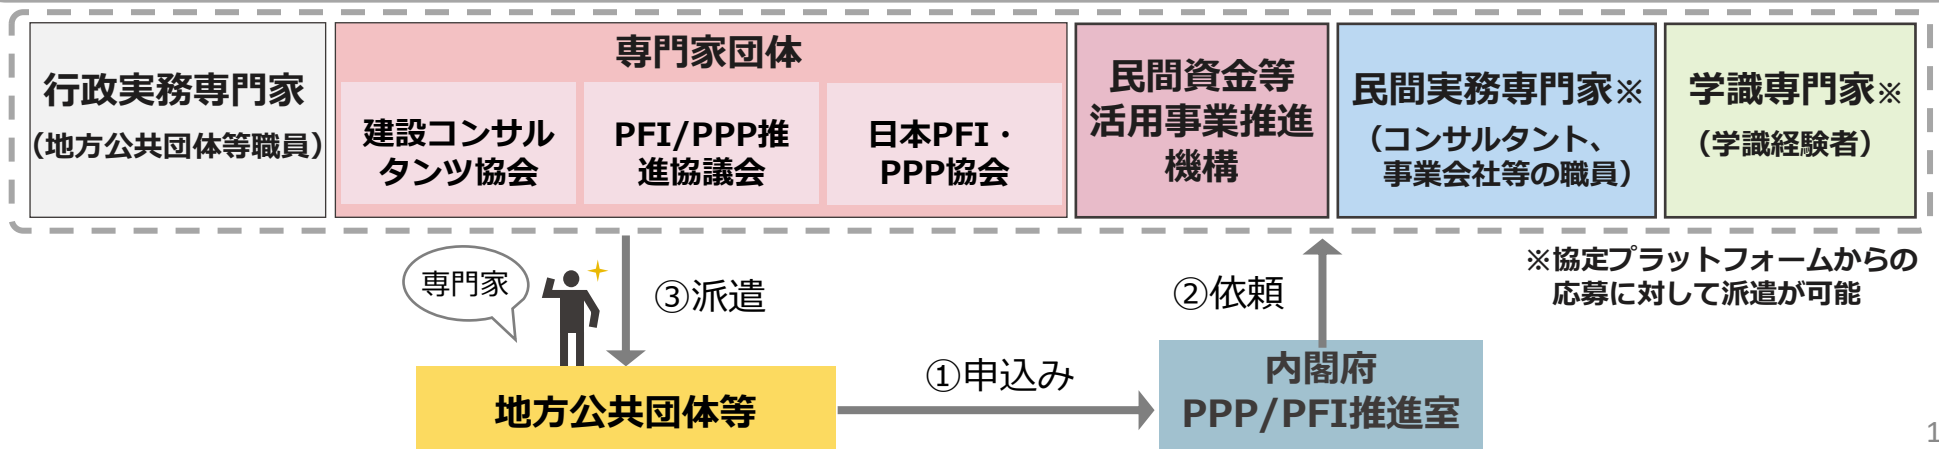 行政実務専門家
（地方公共団体等職員）
専門家団体
建設コンサル
タンツ協会
PFI/PPP推
進協議会
日本PFI・
PPP協会
民間資金等
活用事業推進
機構
民間実務専門家※
（コンサルタント、
事業会社等の職員）
学識専門家※
（学識経験者）
※協定プラットフォームからの
応募に対して派遣が可能
専門家
③派遣
②依頼
①申込み
地方公共団体等
内閣府
PPP/PFI推進室
1